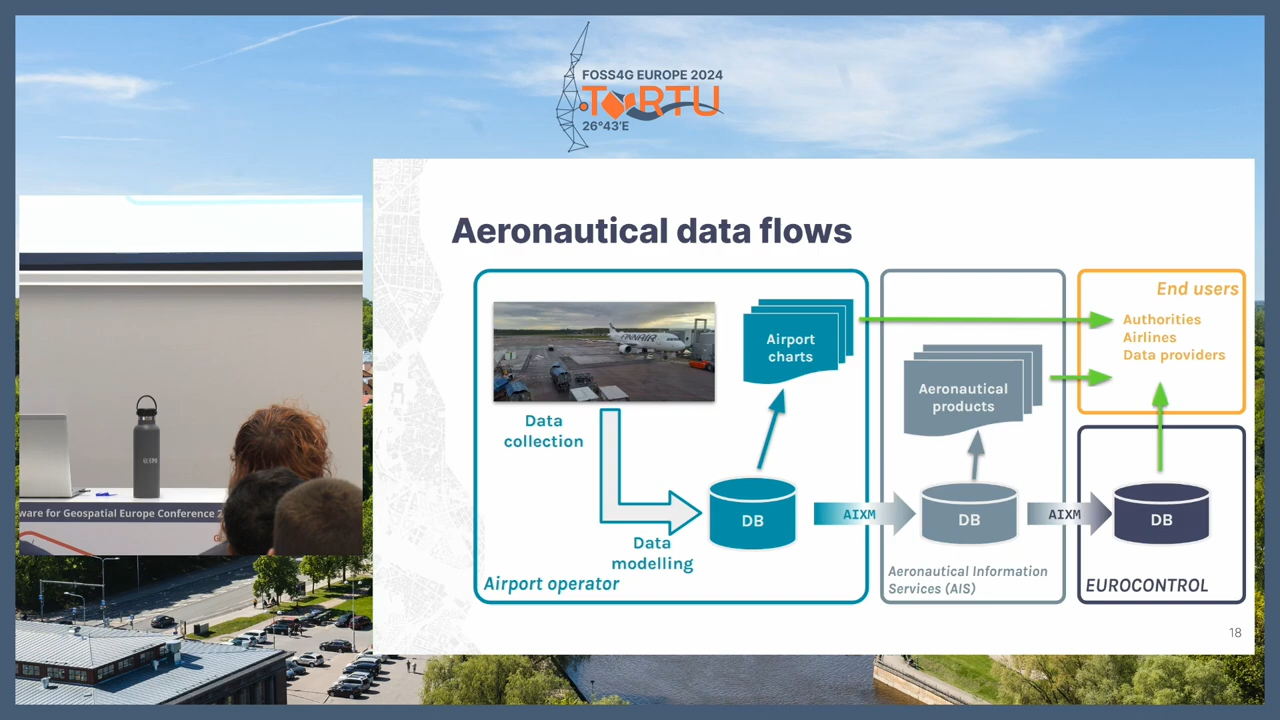 FOSS4G EUROPE 2024
TARTU
26°43'E
Aeronautical data flows
End users
Authorities
Airlines
Data providers
FINNAIR
Airport
charts
Aeronautical
products
Data
collection
DB
AIXM
DB
AIXM
DB
Data
modelling
Airport operator
Aeronautical Information
Services (AIS)
EUROCONTROL
18
ware for Geospatial Europe Conference 2